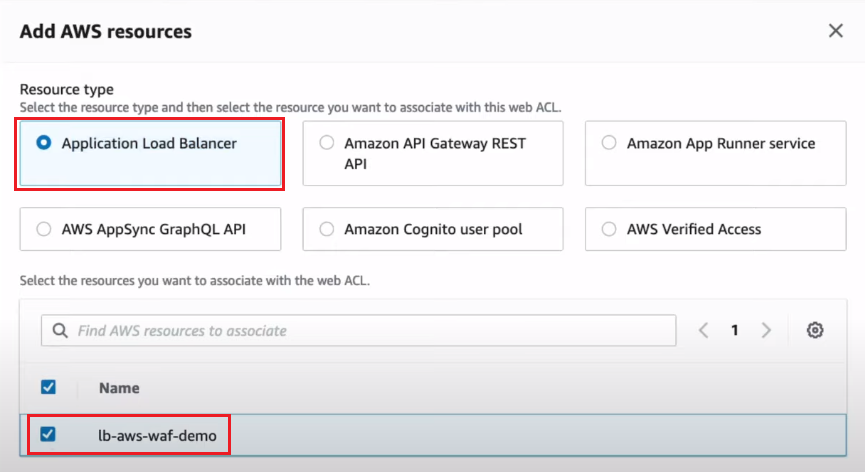 Add AWS resources
Resource type
Select the resource type and then select the resource you want to associate with this web ACL.
Application Load Balancer
Amazon API Gateway REST
API
Amazon App Runner service
AWS AppSync GraphQL API
Amazon Cognito user pool
AWS Verified Access
Select the resources you want to associate with the web ACL.
Find AWS resources to associate
1
Name
lb-aws-waf-demo